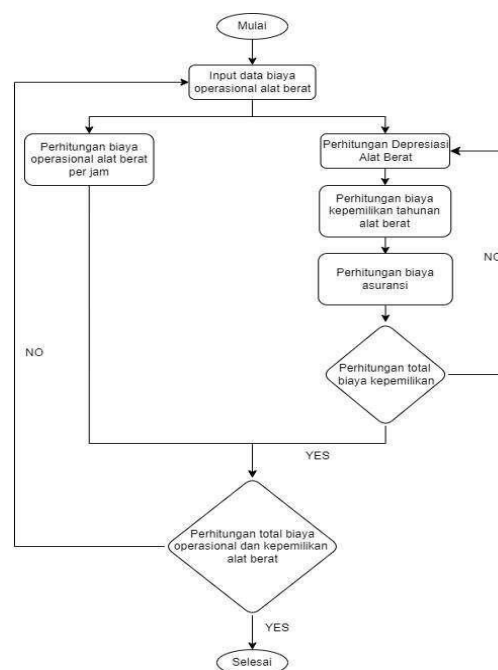 Mulai
Input data biaya
operasional alat berat
Perhitungan biaya
operasional alat berat
per jam
Perhitungan Depresiasi
Alat Berat
Perhitungan biaya
kepemilikan tahunan
alat berat
Perhitungan biaya
asuransi
NO
NO
Perhitungan total
biaya kepemilikan
YES
Perhitungan total biaya
operasional dan kepemilikan
alat berat
YES
Selesai